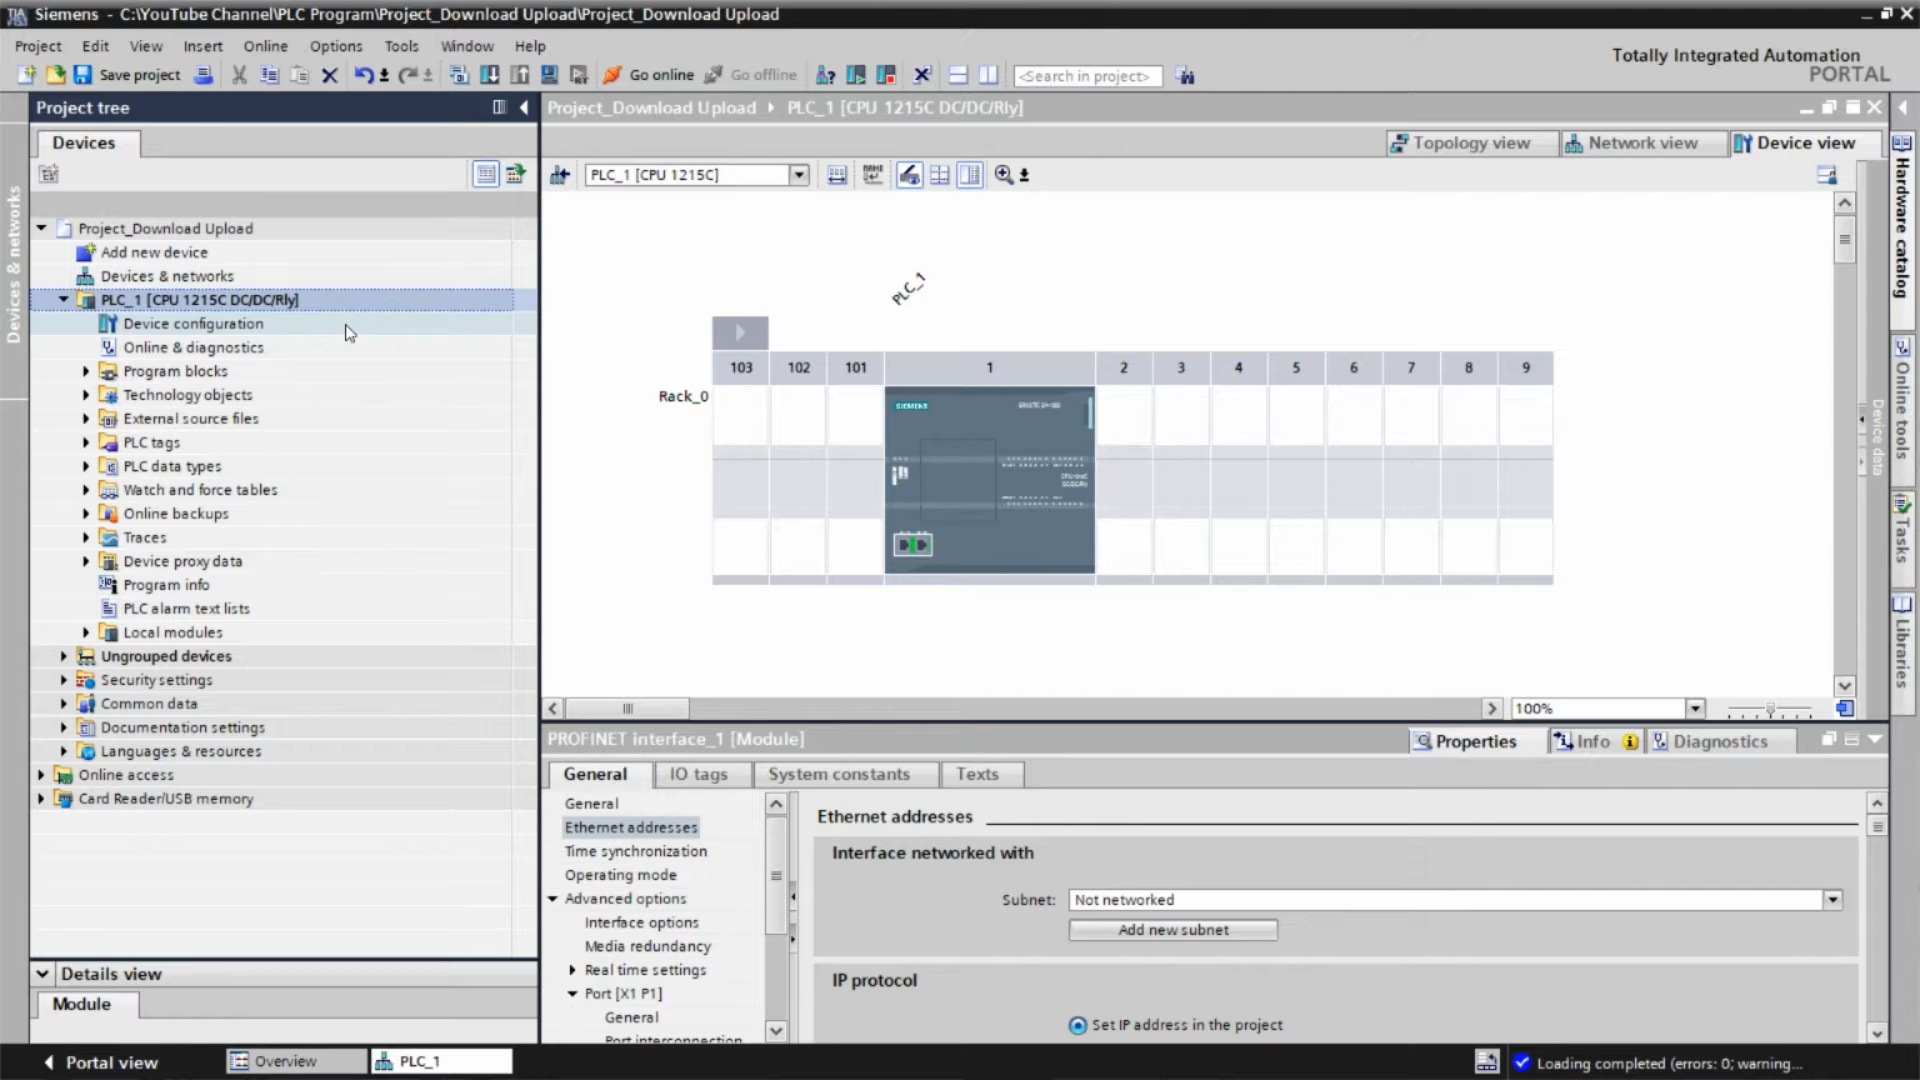 Siemens - C:\YouTube Channel\PLC Program\Project_Download Upload\Project_Download Upload
Project Edit View Insert Online Options Tools Window Help
Totally Integrated Automation
PORTAL
Save project
Go online
Go offline
<Search in project>
Project tree
Project_Download Upload
PLC_1 [CPU 1215C DC/DC/Rly]
Devices
Topology view
Network view
Device view
PLC_1 [CPU 1215C]
Devices & networks
Project_Download Upload
Add new device
Devices & networks
PLC_1 [CPU 1215C DC/DC/Rly]
Device configuration
Online & diagnostics
Program blocks
Technology objects
External source files
PLC tags
PLC data types
Watch and force tables
Online backups
Traces
Device proxy data
Program info
PLC alarm text lists
Local modules
Ungrouped devices
Security settings
Common data
Documentation settings
Languages & resources
Online access
Card Reader/USB memory
Details view
Module
PLC_1
103 102 101 1 2 3 4 5 6 7 8 9
Rack_0
SIEMENS
100%
Device data
Hardware catalog
Online tools
Tasks
Libraries
PROFINET interface_1 [Module]
Properties
Info
Diagnostics
General
IO tags
System constants
Texts
General
Ethernet addresses
Time synchronization
Operating mode
Advanced options
Interface options
Media redundancy
Real time settings
Port [X1 P1]
General
Port interconnection
Ethernet addresses
Interface networked with
Subnet: Not networked
Add new subnet
IP protocol
Set IP address in the project
Portal view
Overview
PLC_1
Loading completed (errors: 0; warning...